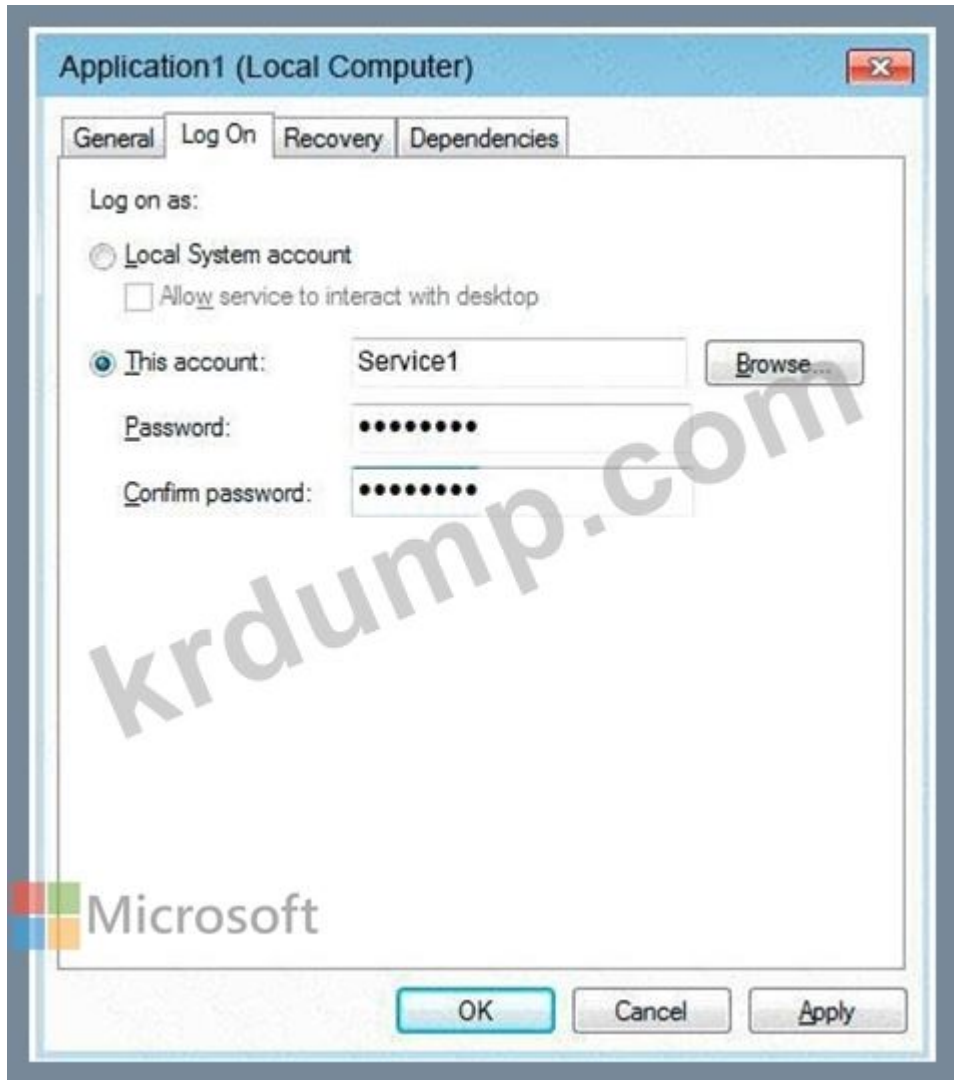 Application1 (Local Computer)
General Log On Recovery Dependencies
Log on as:
Local System account
Allow service to interact with desktop
This account: Service1 Browse...
Password: ••••••••
Confirm password: ••••••••
krdump.com
Microsoft
OK Cancel Apply